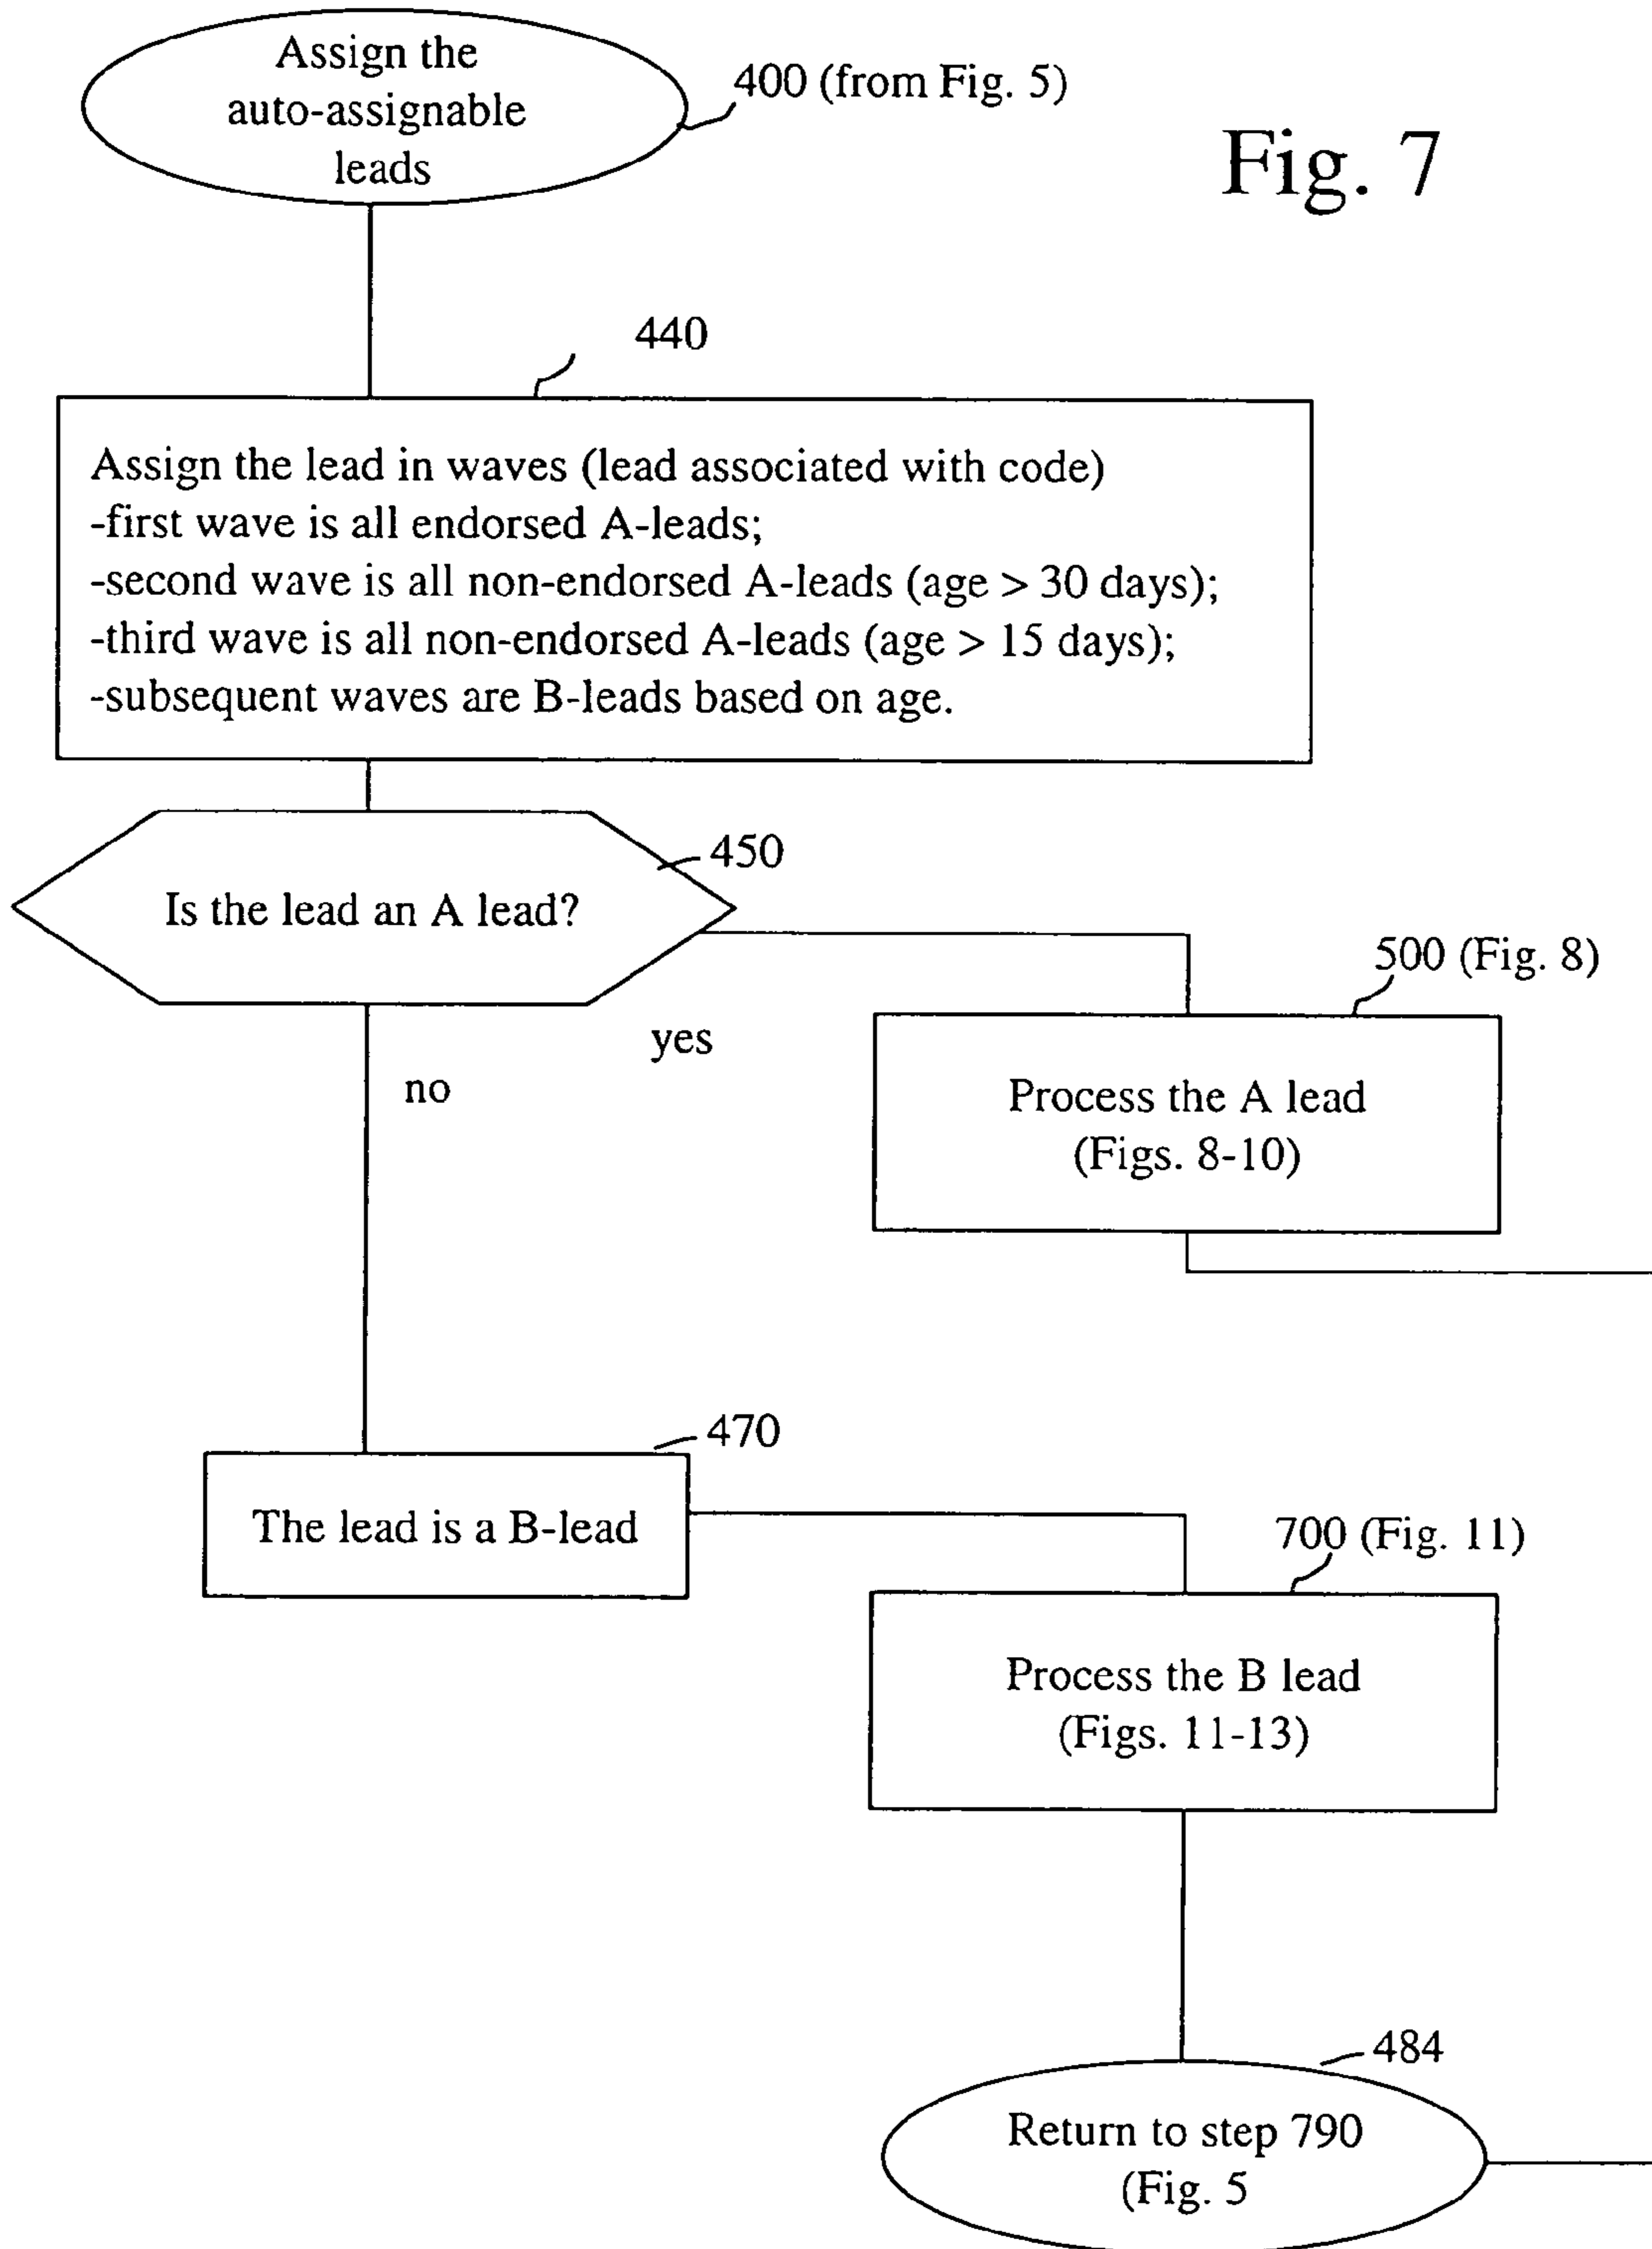 Assign the
auto-assignable
leads
400 (from Fig. 5)
Fig. 7
440
Assign the lead in waves (lead associated with code)
-first wave is all endorsed A-leads;
-second wave is all non-endorsed A-leads (age > 30 days);
-third wave is all non-endorsed A-leads (age > 15 days);
-subsequent waves are B-leads based on age.
450
Is the lead an A lead?
yes
no
500 (Fig. 8)
Process the A lead
(Figs. 8-10)
470
The lead is a B-lead
700 (Fig. 11)
Process the B lead
(Figs. 11-13)
484
Return to step 790
(Fig. 5